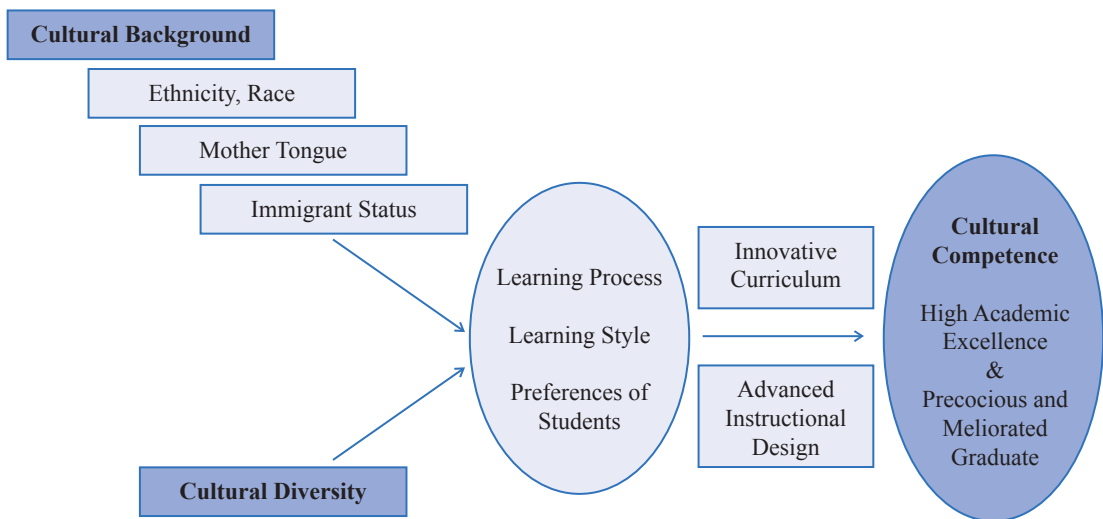 Cultural Background
Ethnicity, Race
Mother Tongue
Immigrant Status
Cultural Diversity
Learning Process
Learning Style
Preferences of
Students
Innovative
Curriculum
Advanced
Instructional
Design
Cultural
Competence
High Academic
Excellence
&
Precocious and
Meliorated
Graduate